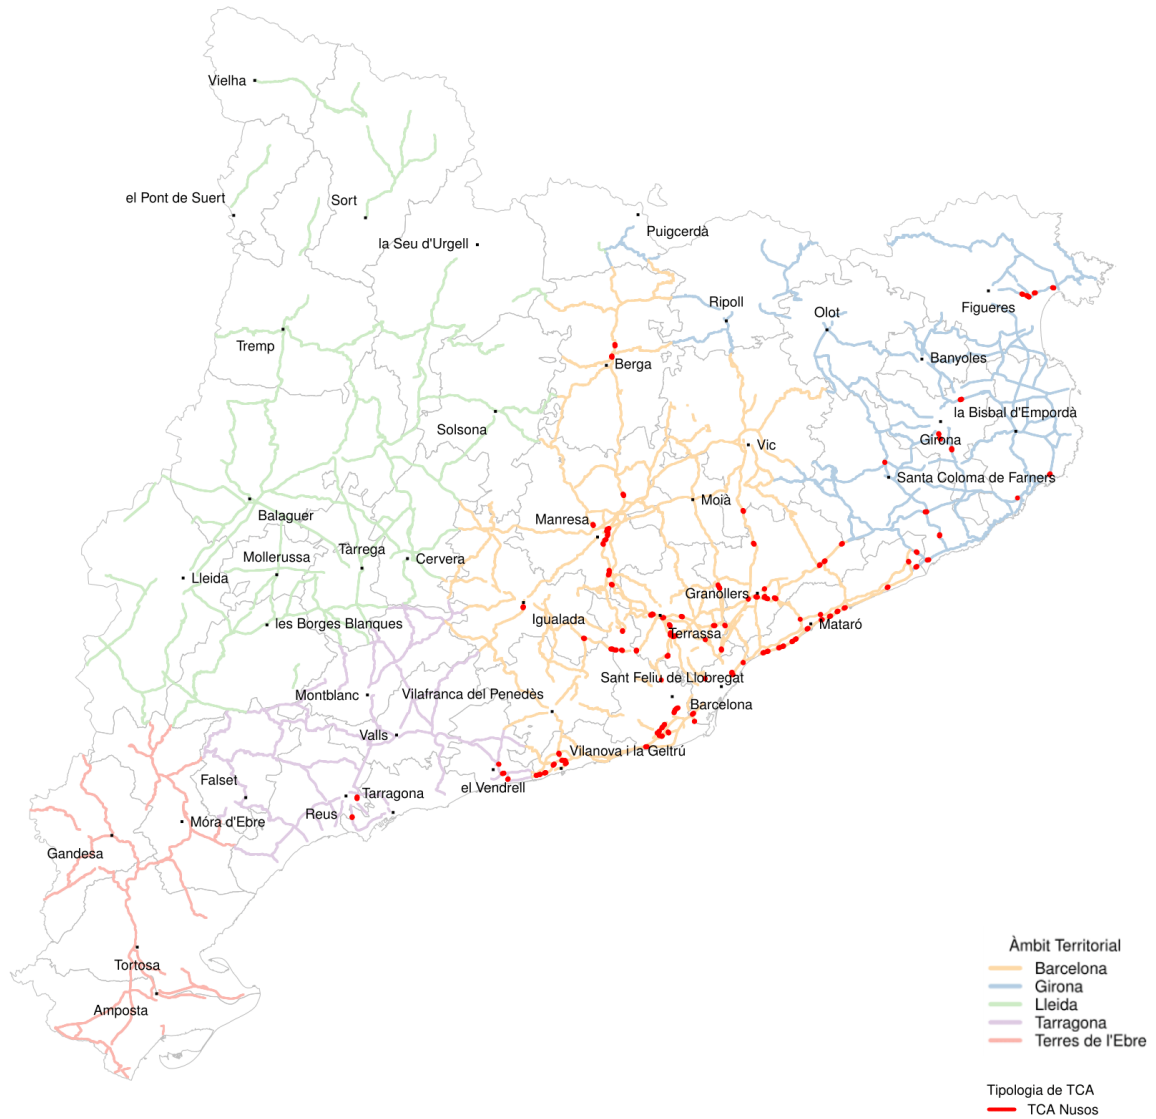 Vielha
el Pont de Suert
Sort
la Seu d'Urgell
Puigcerdà
Ripoll
Olot
Figueres
Tremp
Berga
Banyoles
la Bisbal d'Empordà
Solsona
Girona
Vic
Santa Coloma de Farners
Moià
Balaguer
Manresa
Mollerussa
Tàrrega
Cervera
Lleida
Granollers
les Borges Blanques
Igualada
Terrassa
Mataró
Sant Feliu de Llobregat
Montblanc
Vilafranca del Penedès
Barcelona
Valls
Vilanova i la Geltrú
Falset
el Vendrell
Tarragona
Reus
Móra d'Ebre
Gandesa
Tortosa
Amposta
Àmbit Territorial
Barcelona
Girona
Lleida
Tarragona
Terres de l'Ebre
Tipologia de TCA
TCA Nusos